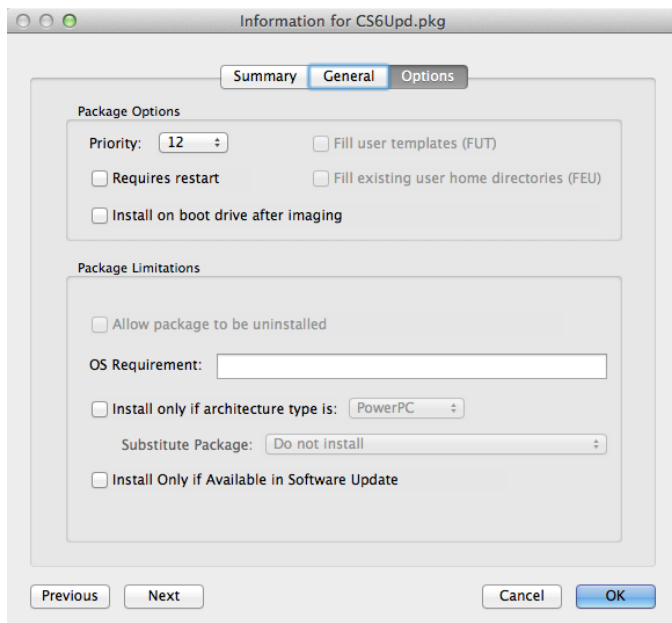 Information for CS6Upd.pkg
Summary General Options
Package Options
Priority: 12 Fill user templates (FUT)
Requires restart Fill existing user home directories (FEU)
Install on boot drive after imaging
Package Limitations
Allow package to be uninstalled
OS Requirement:
Install only if architecture type is: PowerPC
Substitute Package: Do not install
Install Only if Available in Software Update
Previous Next Cancel OK